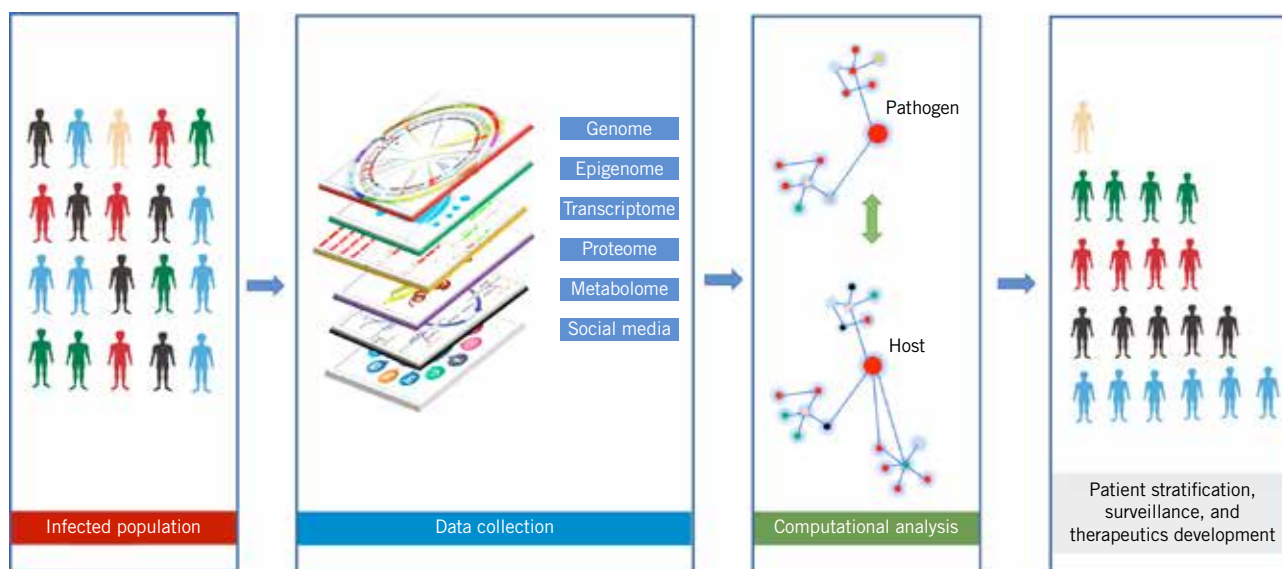 Genome
Epigenome
Transcriptome
Proteome
Metabolome
Social media
Pathogen
Host
Infected population
Data collection
Computational analysis
Patient stratification,
surveillance, and
therapeutics development